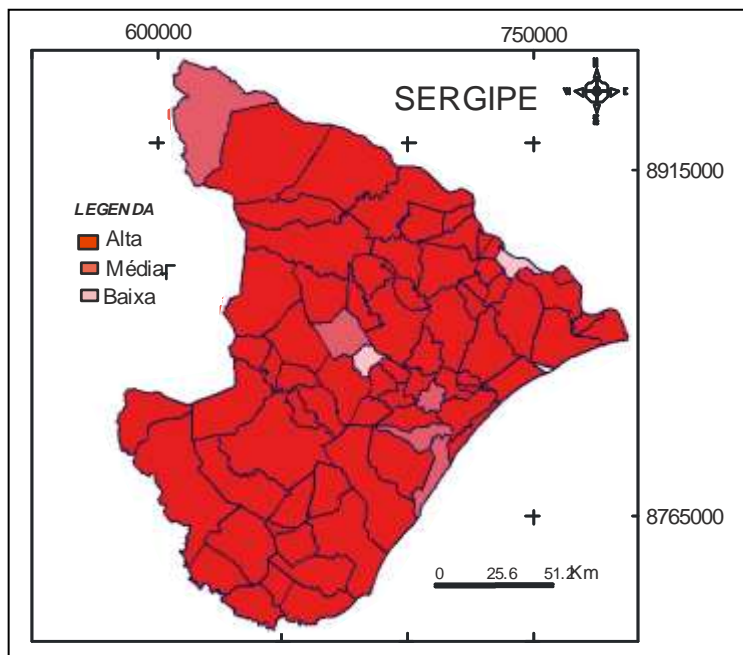 600000 750000
SERGIPE
N
W E
S
8915000
LEGENDA
Alta
Média
Baixa
8765000
0 25.6 51.2 Km